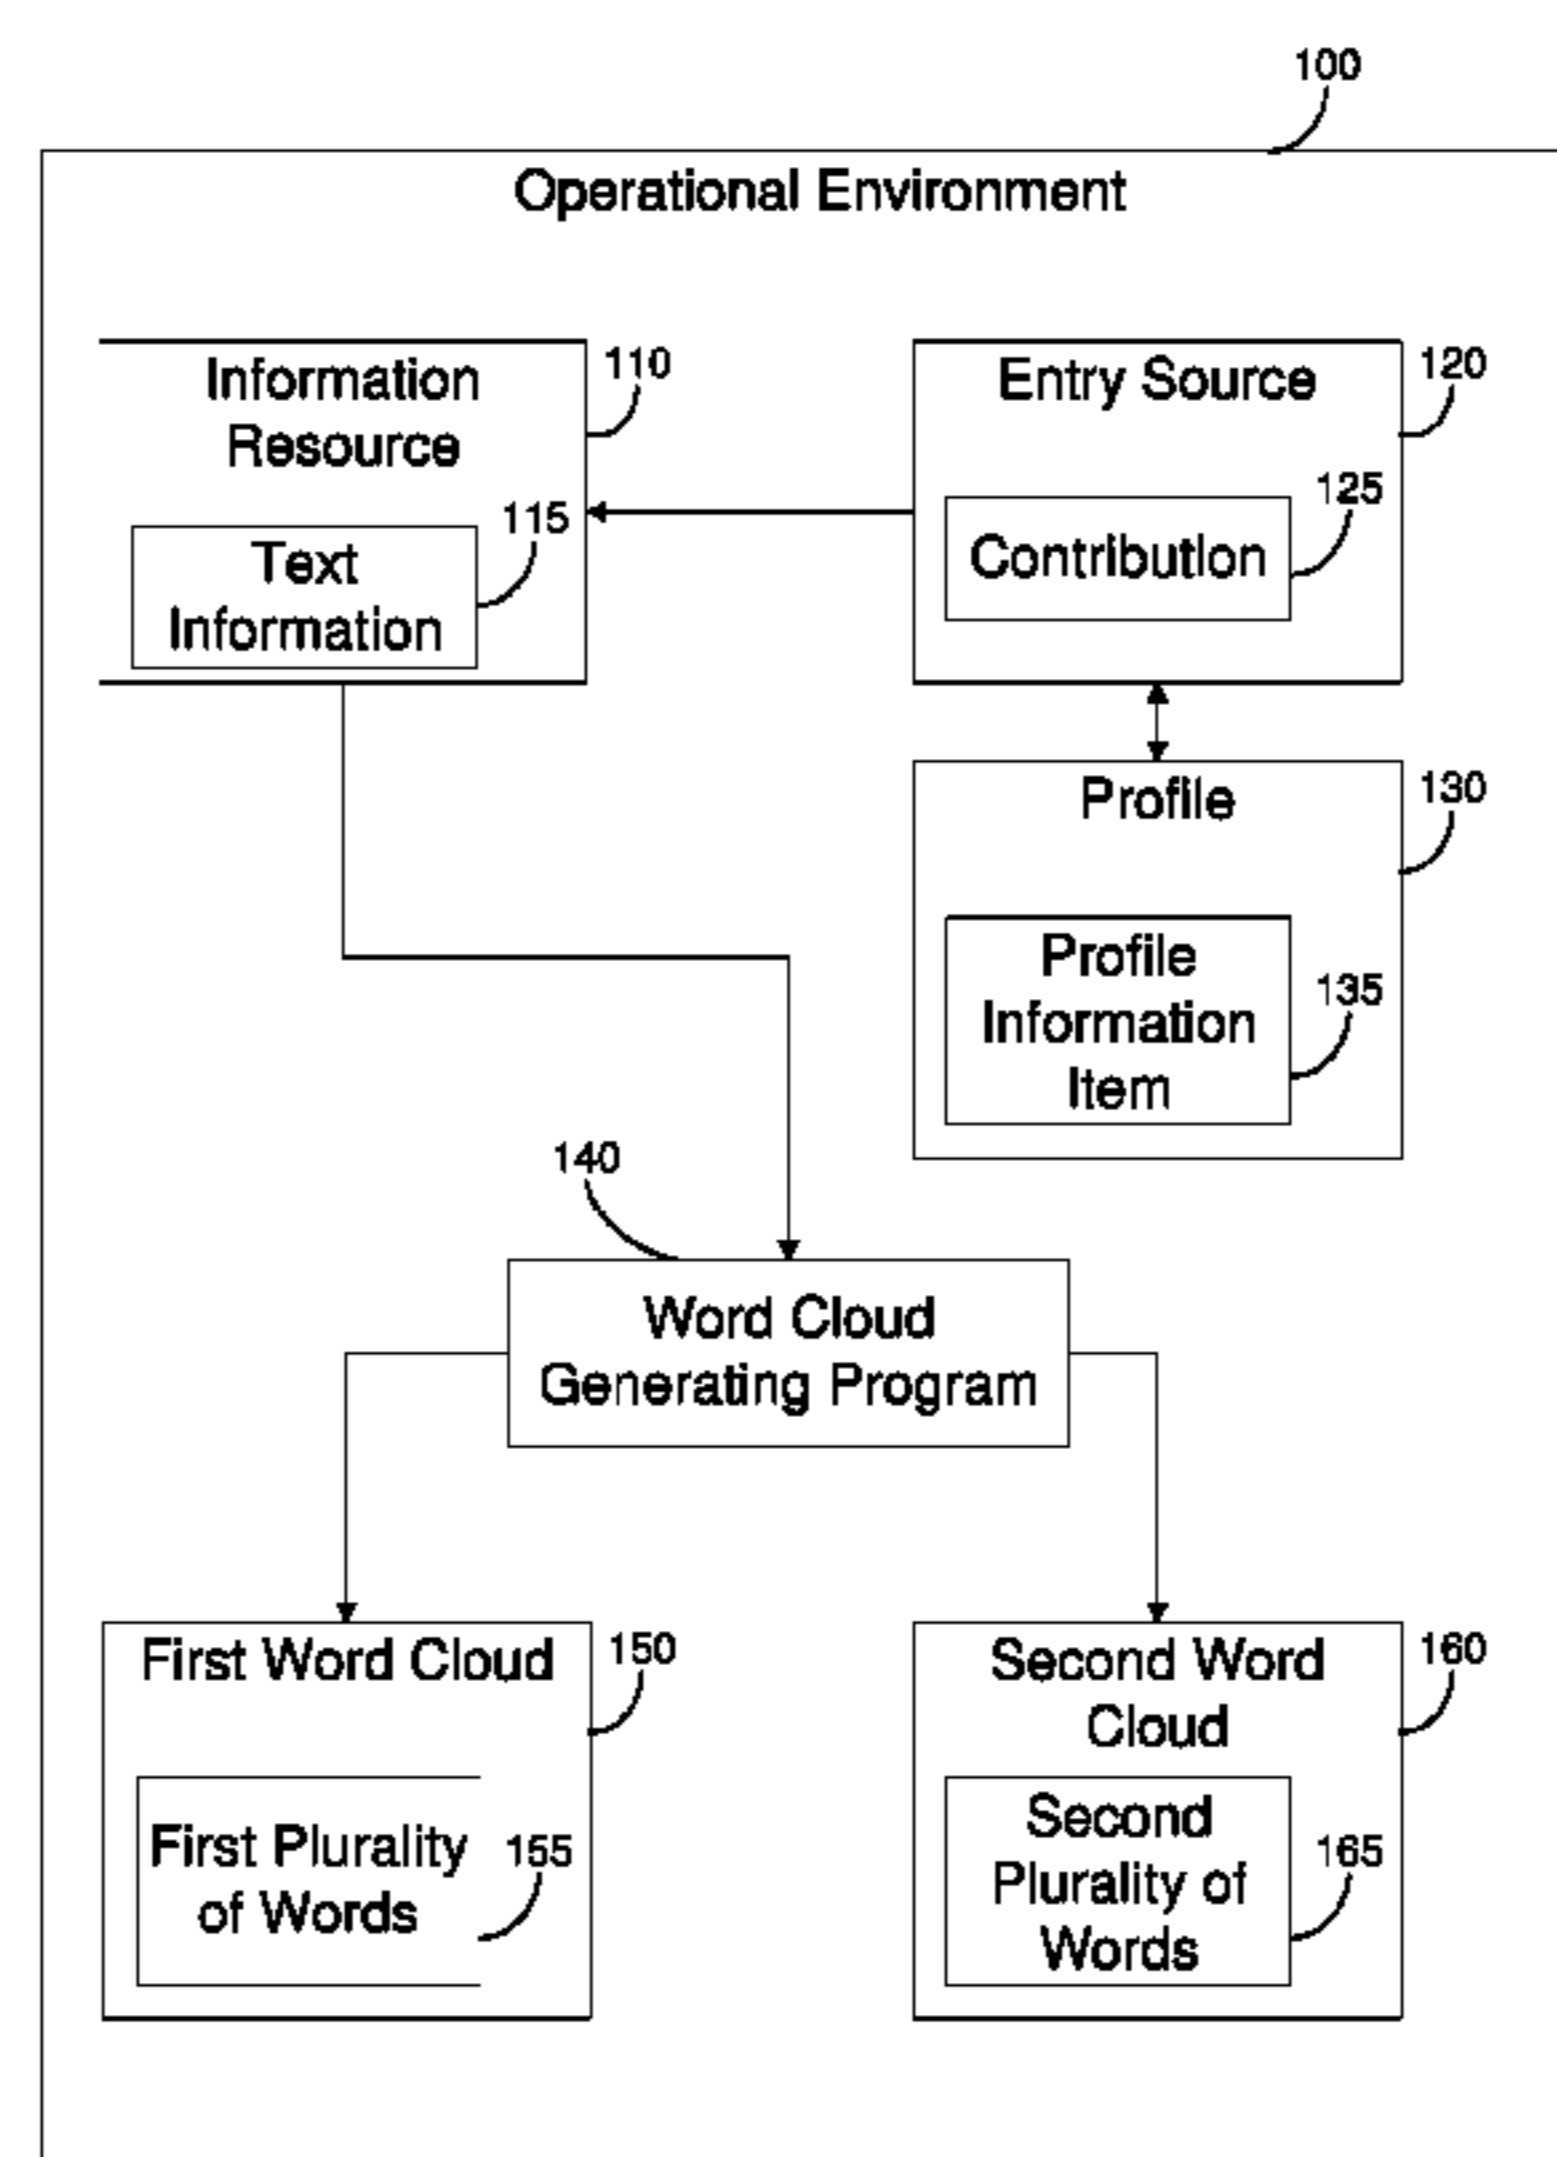 100
Operational Environment
Information
Resource
110
Text
Information
115
Entry Source
120
Contribution
125
Profile
130
Profile
Information
Item
135
140
Word Cloud
Generating Program
First Word Cloud
150
First Plurality
of Words
155
Second Word
Cloud
160
Second
Plurality of
Words
165